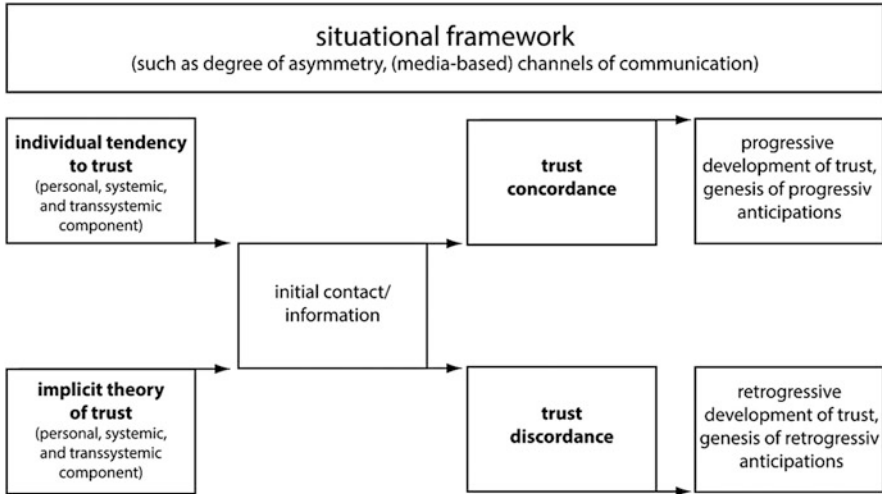 situational framework
(such as degree of asymmetry, (media-based) channels of communication)
individual tendency
to trust
(personal, systemic,
and transsystemic
component)
implicit theory
of trust
(personal, systemic,
and transsystemic
component)
initial contact/
information
trust
concordance
trust
discordance
progressive
development of trust,
genesis of progressiv
anticipations
retrogressive
development of trust,
genesis of retrogressiv
anticipations